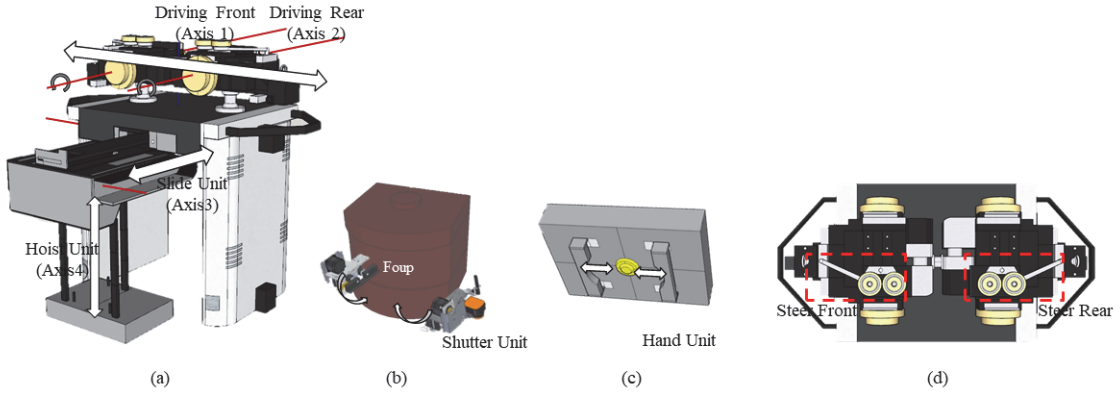 Driving Front
(Axis 1)
Driving Rear
(Axis 2)
Slide Unit
(Axis3)
Hoist Unit
(Axis4)
(a)
Foup
Shutter Unit
(b)
Hand Unit
(c)
Steer Front
Steer Rear
(d)